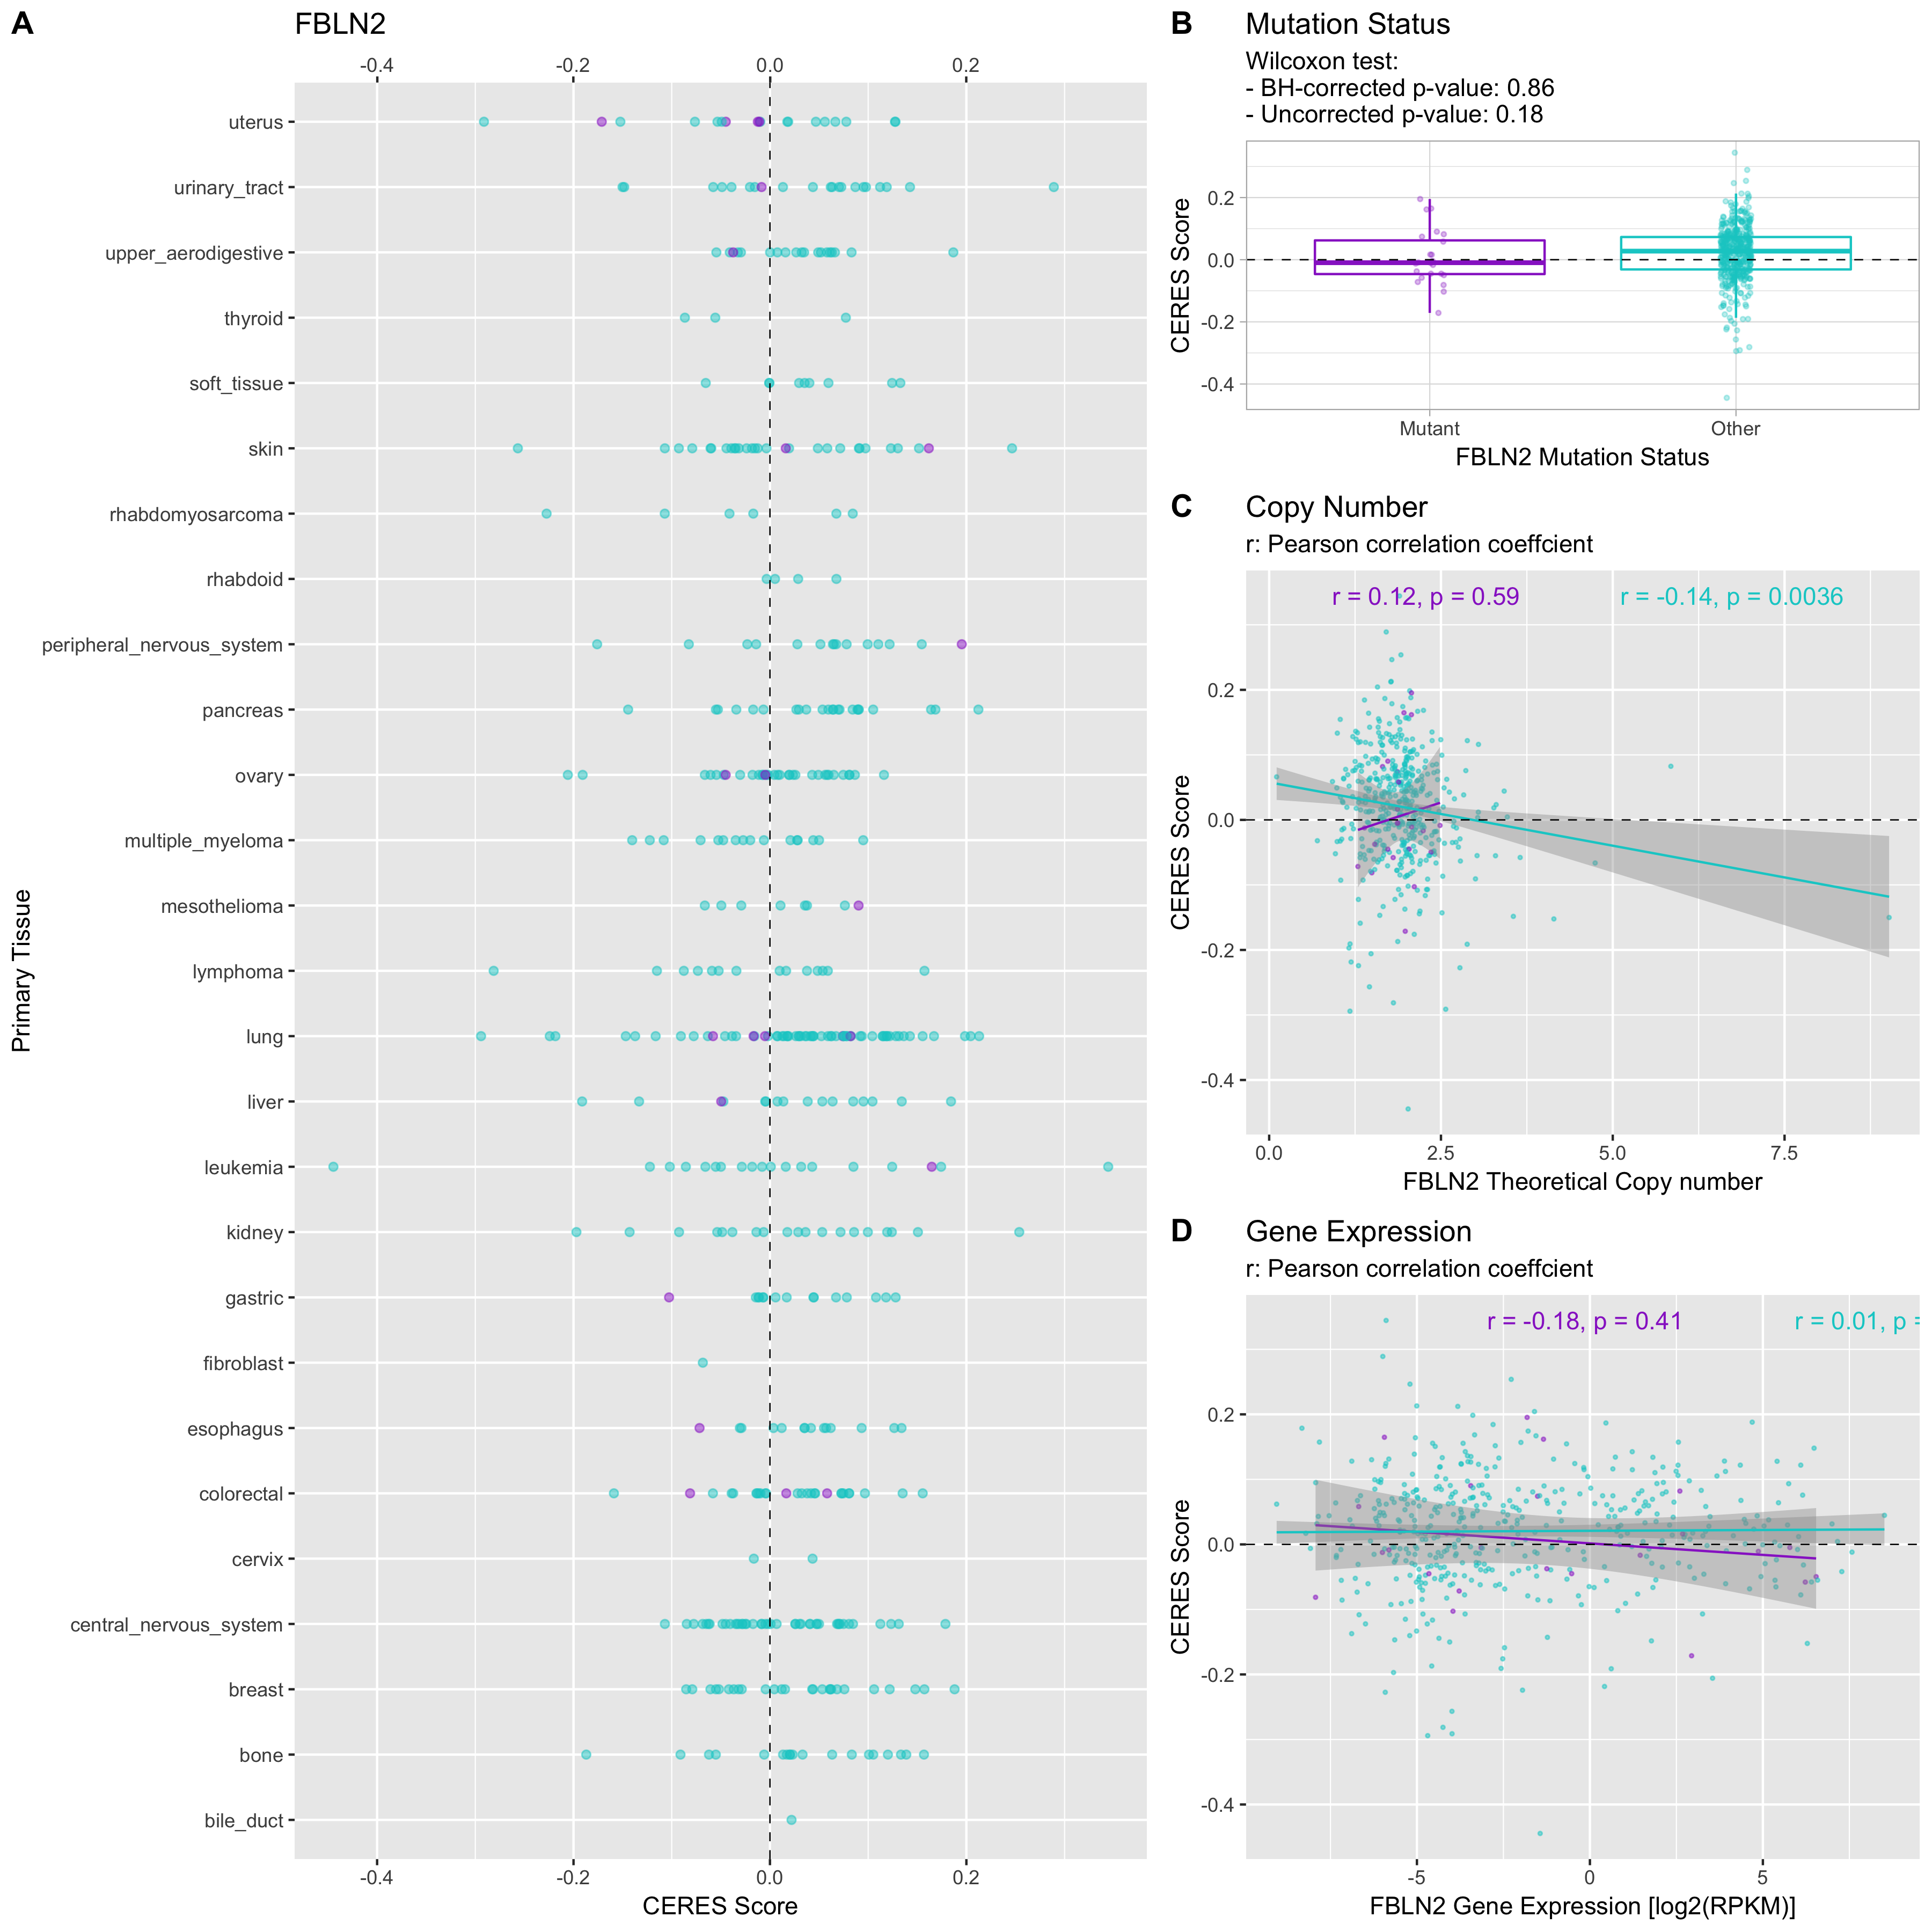 A
FBLN2
-0.4 -0.2 0.0 0.2
uterus
urinary_tract
upper_aerodigestive
thyroid
soft_tissue
skin
rhabdomyosarcoma
rhabdoid
peripheral_nervous_system
pancreas
ovary
multiple_myeloma
mesothelioma
lymphoma
lung
liver
leukemia
kidney
gastric
fibroblast
esophagus
colorectal
cervix
central_nervous_system
breast
bone
bile_duct
Primary Tissue
-0.4 -0.2 0.0 0.2
CERES Score
B
Mutation Status
Wilcoxon test:
- BH-corrected p-value: 0.86
- Uncorrected p-value: 0.18
0.2
0.0
-0.2
-0.4
CERES Score
Mutant Other
FBLN2 Mutation Status
C
Copy Number
r: Pearson correlation coeffcient
r = 0.12, p = 0.59 r = -0.14, p = 0.0036
0.2
0.0
-0.2
-0.4
CERES Score
0.0 2.5 5.0 7.5
FBLN2 Theoretical Copy number
D
Gene Expression
r: Pearson correlation coeffcient
r = -0.18, p = 0.41 r = 0.01, p =
0.2
0.0
-0.2
-0.4
CERES Score
-5 0 5
FBLN2 Gene Expression [log2(RPKM)]